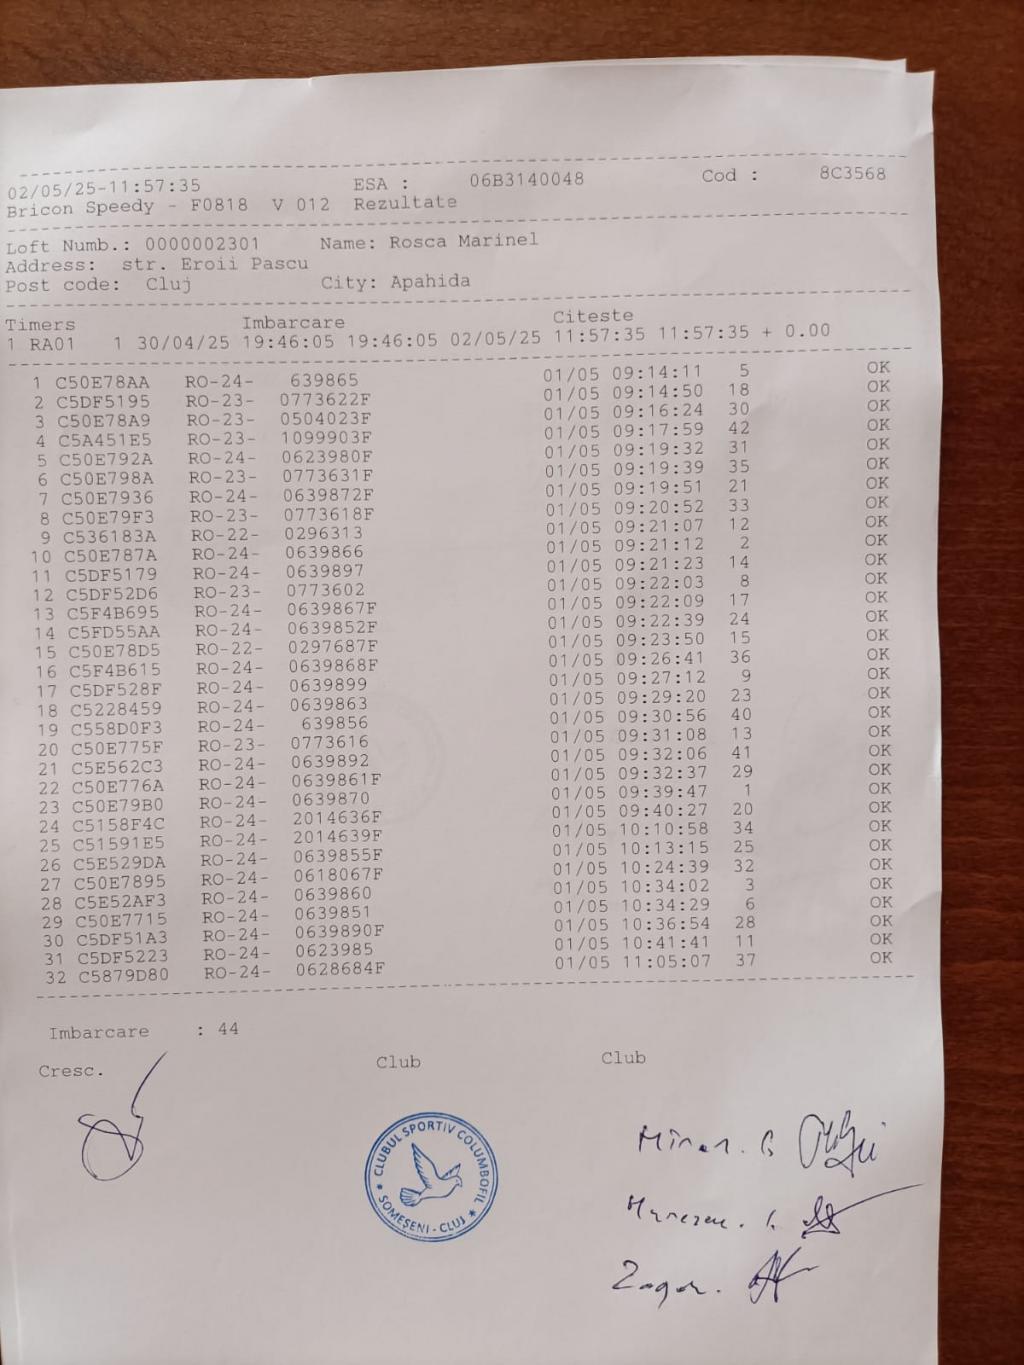 02/05/25-11:57:35 ESA : 06B3140048 Cod : 8C3568
Bricon Speedy - F0818 V 012 Rezultate
Loft Numb.: 0000002301 Name: Rosca Marinel
Address: str. Eroii Pascu
Post code: Cluj City: Apahida
Timers Imbarcare Citeste
1 RA01 1 30/04/25 19:46:05 19:46:05 02/05/25 11:57:35 11:57:35 + 0.00
1 C50E78AA RO-24- 639865 01/05 09:14:11 5 OK
2 C5DF5195 RO-23- 0773622F 01/05 09:14:50 18 OK
3 C50E78A9 RO-23- 0504023F 01/05 09:16:24 30 OK
4 C5A451E5 RO-23- 1099903F 01/05 09:17:59 42 OK
5 C50E792A RO-24- 0623980F 01/05 09:19:32 31 OK
6 C50E798A RO-23- 0773631F 01/05 09:19:39 35 OK
7 C50E7936 RO-24- 0639872F 01/05 09:19:51 21 OK
8 C50E79F3 RO-23- 0773618F 01/05 09:20:52 33 OK
9 C536183A RO-22- 0296313 01/05 09:21:07 12 OK
10 C50E787A RO-24- 0639866 01/05 09:21:12 2 OK
11 C5DF5179 RO-24- 0639897 01/05 09:21:23 14 OK
12 C5DF52D6 RO-23- 0773602 01/05 09:22:03 8 OK
13 C5F4B695 RO-24- 0639867F 01/05 09:22:09 17 OK
14 C5FD55AA RO-24- 0639852F 01/05 09:22:39 24 OK
15 C50E78D5 RO-22- 0297687F 01/05 09:23:50 15 OK
16 C5F4B615 RO-24- 0639868F 01/05 09:26:41 36 OK
17 C5DF528F RO-24- 0639899 01/05 09:27:12 9 OK
18 C5228459 RO-24- 0639863 01/05 09:29:20 23 OK
19 C558D0F3 RO-24- 639856 01/05 09:30:56 40 OK
20 C50E775F RO-23- 0773616 01/05 09:31:08 13 OK
21 C5E562C3 RO-24- 0639892 01/05 09:32:06 41 OK
22 C50E776A RO-24- 0639861F 01/05 09:32:37 29 OK
23 C50E79B0 RO-24- 0639870 01/05 09:39:47 1 OK
24 C5158F4C RO-24- 2014636F 01/05 09:40:27 20 OK
25 C51591E5 RO-24- 2014639F 01/05 10:10:58 34 OK
26 C5E529DA RO-24- 0639855F 01/05 10:13:15 25 OK
27 C50E7895 RO-24- 0618067F 01/05 10:24:39 32 OK
28 C5E52AF3 RO-24- 0639860 01/05 10:34:02 3 OK
29 C50E7715 RO-24- 0639851 01/05 10:34:29 6 OK
30 C5DF51A3 RO-24- 0639890F 01/05 10:36:54 28 OK
31 C5DF5223 RO-24- 0623985 01/05 10:41:41 11 OK
32 C5879D80 RO-24- 0628684F 01/05 11:05:07 37 OK
Imbarcare : 44
Cresc. Club Club
CLUBUL SPORTIV COLUMBOFIL
SOMEȘENI - CLUJ